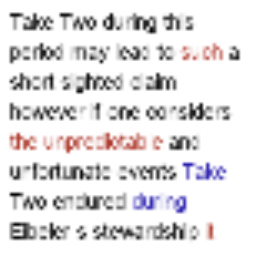 Take Two during this
period may lead to such a
short sighted claim
however if one considers
the unpredictable and
unfortunate events Take
Two endured during
Eibeler s stewardship it